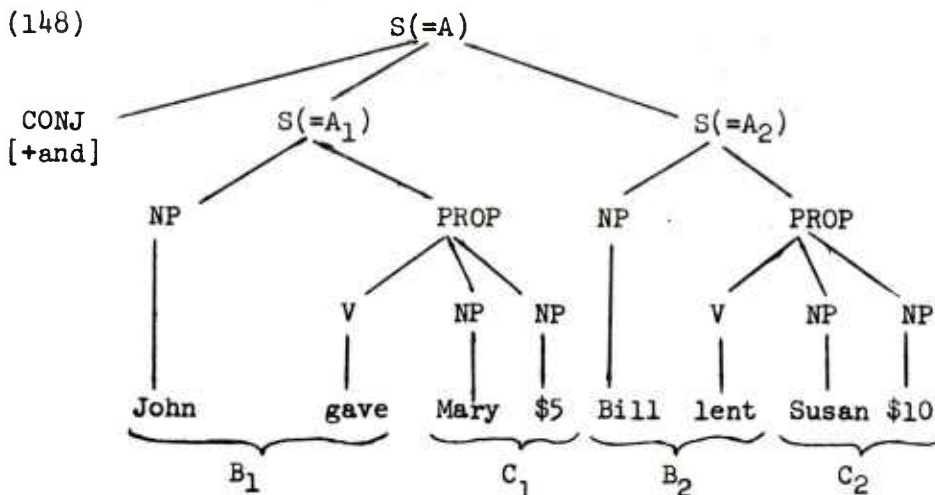 (148)
S(=A)
CONJ S(=A₁) S(=A₂)
[+and]
NP PROP NP PROP
V NP NP V NP NP
John gave Mary $5 Bill lent Susan $10
B₁ C₁ B₂ C₂